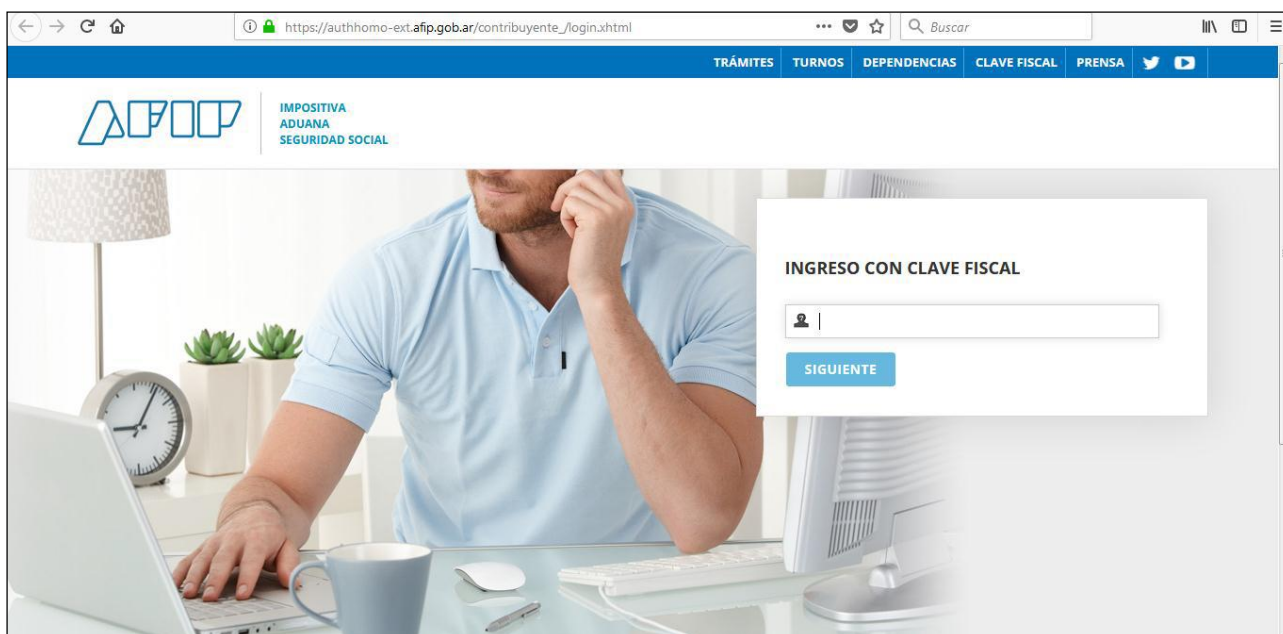 https://authhomo-ext.afip.gob.ar/contribuyente_/login.xhtml
Buscar
TRÁMITES TURNOS DEPENDENCIAS CLAVE FISCAL PRENSA
AFIP
IMPOSITIVA
ADUANA
SEGURIDAD SOCIAL
INGRESO CON CLAVE FISCAL
SIGUIENTE